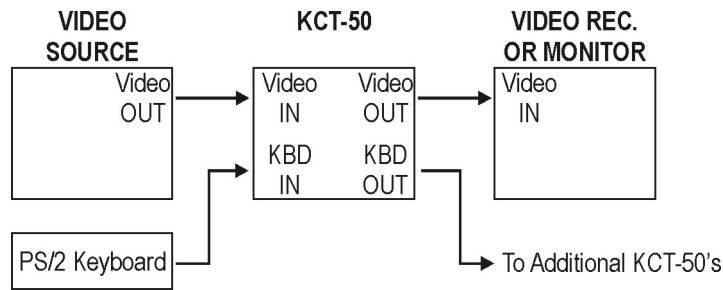 VIDEO
SOURCE
KCT-50
VIDEO REC.
OR MONITOR
Video
OUT
Video
IN
Video
OUT
Video
IN
KBD
IN
KBD
OUT
PS/2 Keyboard
To Additional KCT-50's